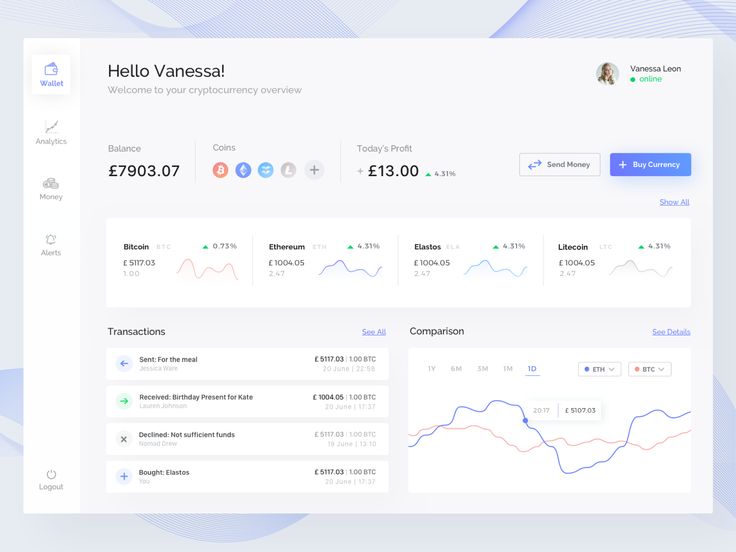 Wallet
Analytics
Money
Alerts
Logout
Hello Vanessa!
Welcome to your cryptocurrency overview
Vanessa Leon
online
Balance
£7903.07
Coins
Today's Profit
+ £13.00 4.31%
Send Money
+ Buy Currency
Show All
Bitcoin BTC 0.73%
£ 5117.03
1.00
Ethereum ETH 4.31%
£ 1004.05
2.47
Elastos ELA 4.31%
£ 1004.05
2.47
Litecoin LTC 4.31%
£ 1004.05
2.47
Transactions
See All
Sent: For the meal £ 5117.03 | 1.00 BTC
Jessica Ware 20 June | 22:58
Received: Birthday Present for Kate £ 1004.05 | 1.00 BTC
Lauren Johnson 20 June | 17:37
Declined: Not sufficient funds £ 5117.03 | 1.00 BTC
Nomad Drew 19 June | 13:10
Bought: Elastos £ 5117.03 | 1.00 BTC
You 20 June | 17:37
Comparison
See Details
1Y 6M 3M 1M 1D
ETH
BTC
20:17 £ 5107.03